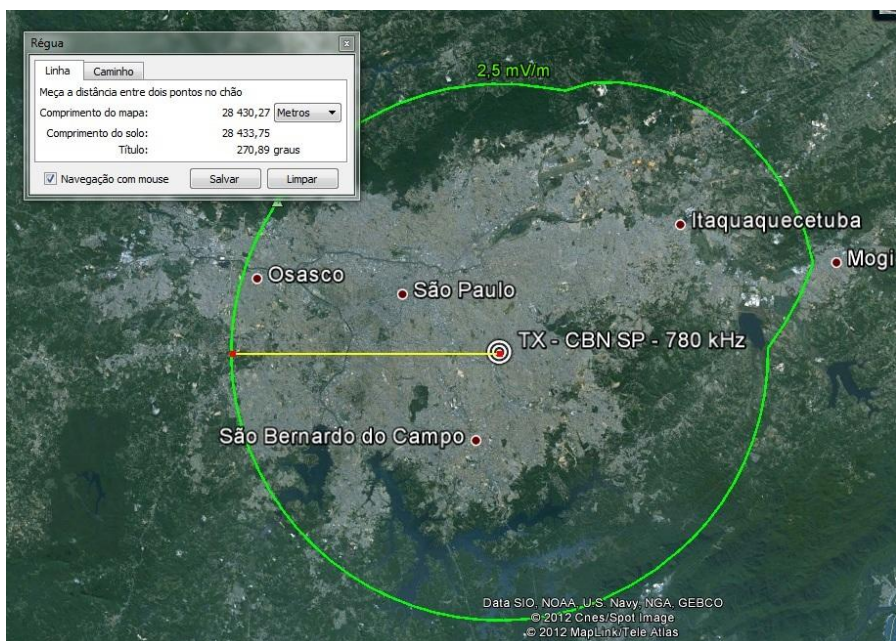 Régua
Linha
Caminho
Meça a distância entre dois pontos no chão
Comprimento do mapa: 28 430,27 Metros
Comprimento do solo: 28 433,75
Título: 270,89 graus
Navegação com mouse
Salvar
Limpar
2,5 mV/m
Itaquaquecetuba
Mogi
Osasco
São Paulo
TX - CBN SP - 780 kHz
São Bernardo do Campo
Data SIO, NOAA, U.S. Navy, NGA, GEBCO
© 2012 Cnes/Spot Image
© 2012 MapLink/Tele Atlas